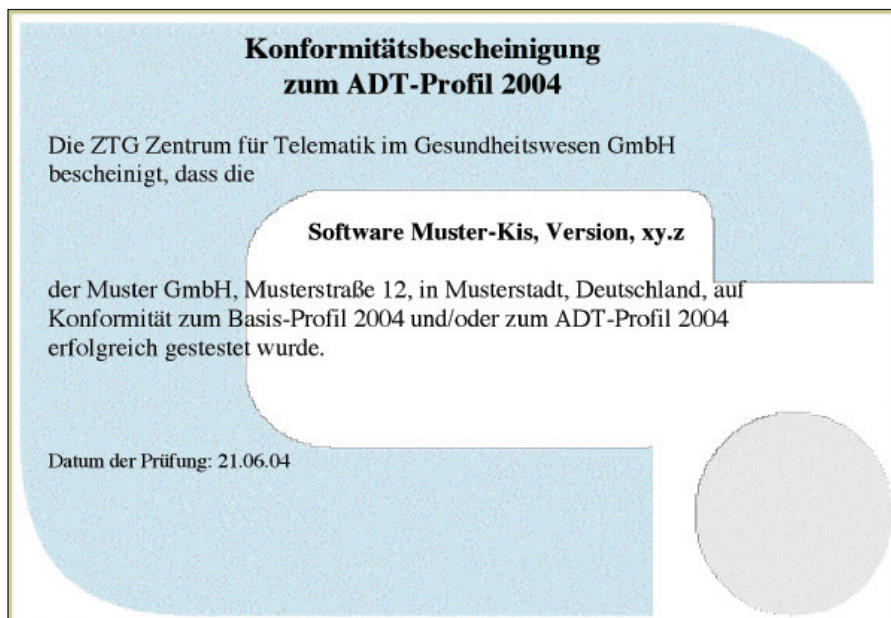 Konformitätsbescheinigung
zum ADT-Profil 2004
Die ZTG Zentrum für Telematik im Gesundheitswesen GmbH
bescheinigt, dass die
Software Muster-Kis, Version, xy.z
der Muster GmbH, Musterstraße 12, in Musterstadt, Deutschland, auf
Konformität zum Basis-Profil 2004 und/oder zum ADT-Profil 2004
erfolgreich gestestet wurde.
Datum der Prüfung: 21.06.04